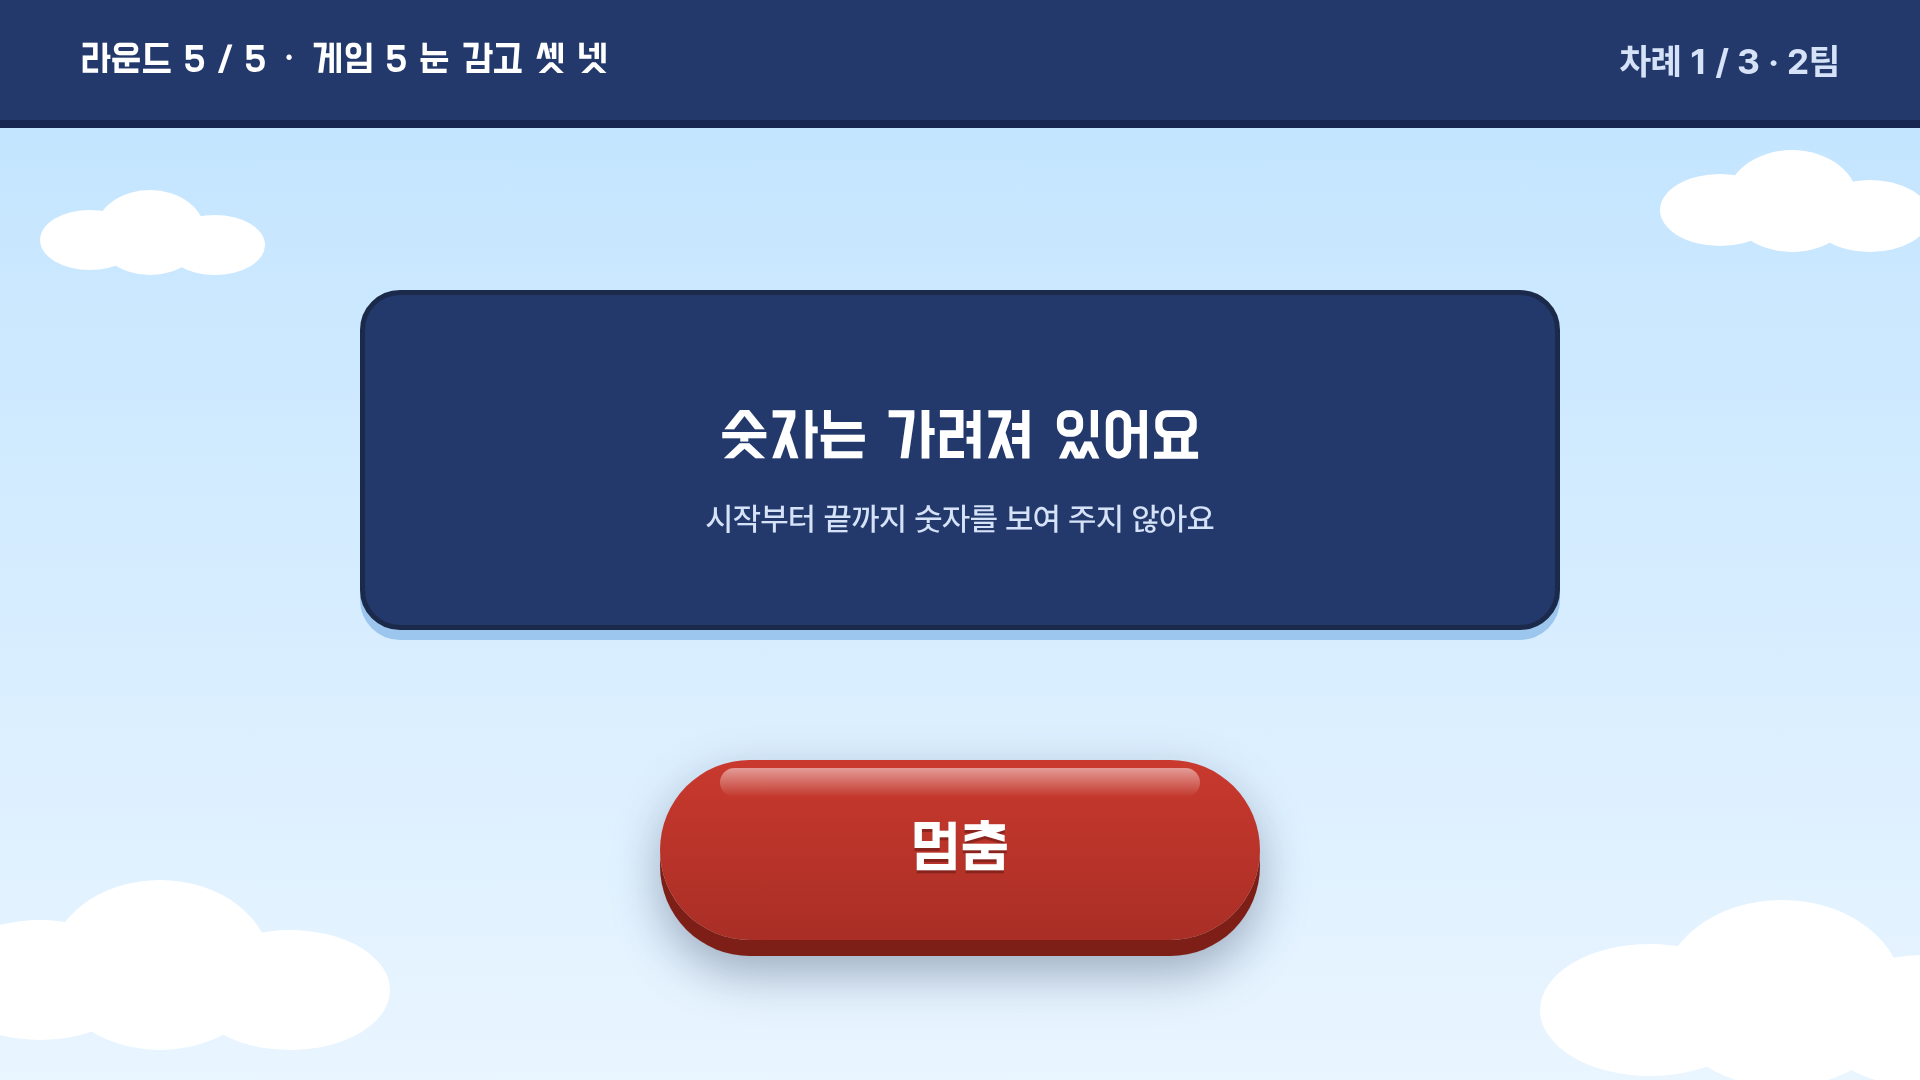 라운드 5 / 5 · 게임 5 눈 감고 셋 넷
차례 1 / 3 · 2팀
숫자는 가려져 있어요
시작부터 끝까지 숫자를 보여 주지 않아요
멈춤